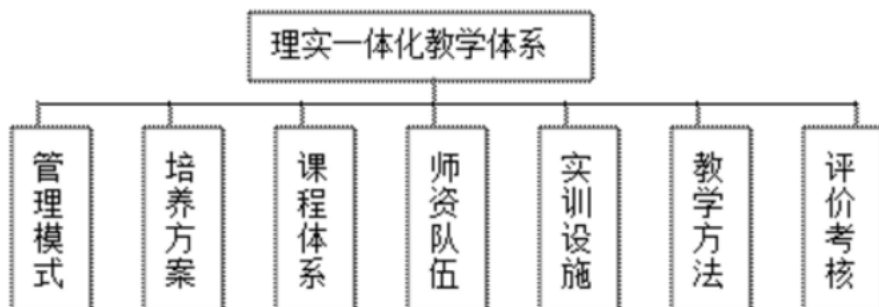 理实一体化教学体系
管理模式
培养方案
课程体系
师资队伍
实训设施
教学方法
评价考核